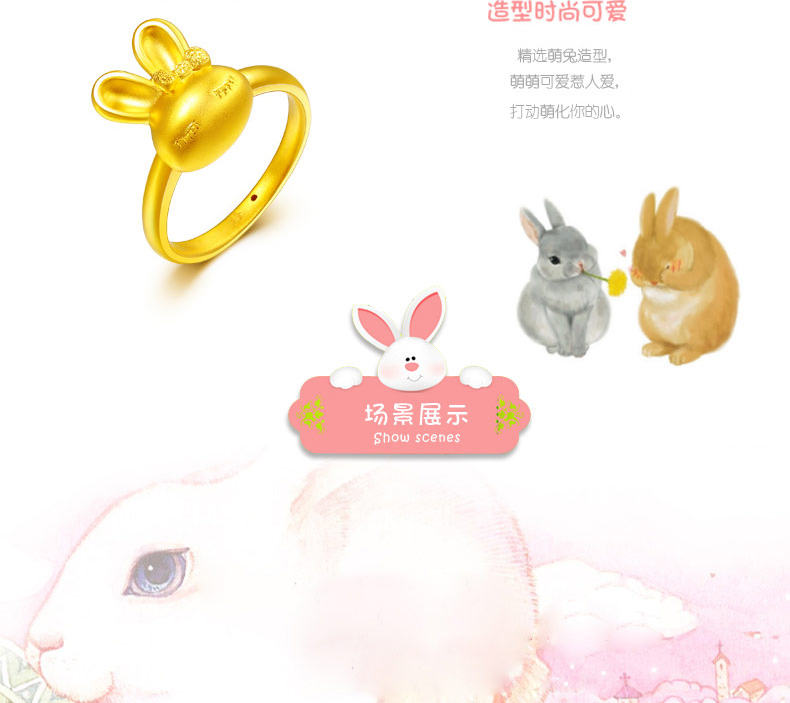 造型时尚可爱
精选萌兔造型,
萌萌可爱惹人爱,
打动萌化你的心。
场景展示
Show scenes